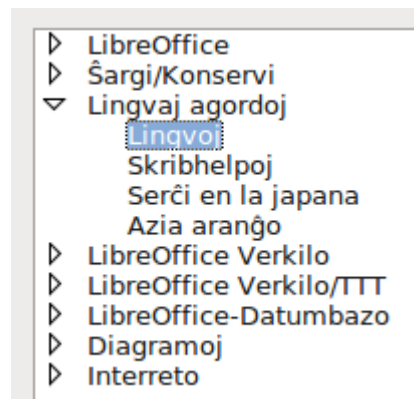 LibreOffice
Ŝargi/Konservi
Lingvaj agordoj
Lingvoj
Skribhelpoj
Serĉi en la japana
Azia aranĝo
LibreOffice Verkilo
LibreOffice Verkilo/TTT
LibreOffice-Datumbazo
Diagramoj
Interreto